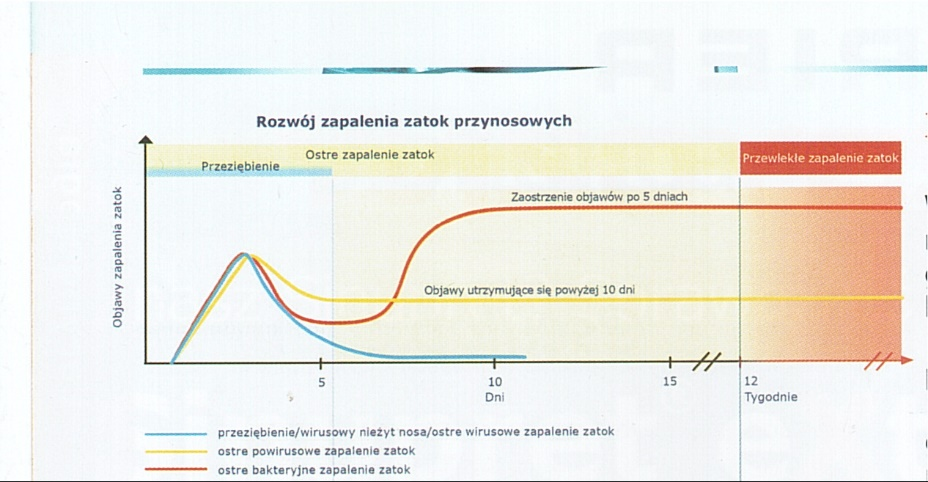 Rozwój zapalenia zatok przynosowych
Ostre zapalenie zatok
Przeziębienie
Przewlekłe zapalenie zatok
Objawy zapalenia zatok
Zaostrzenie objawów po 5 dniach
Objawy utrzymujące się powyżej 10 dni
5
10
15
12
Dni
Tygodnie
przeziębienie/wirusowy nieżyt nosa/ostre wirusowe zapalenie zatok
ostre powirusowe zapalenie zatok
ostre bakteryjne zapalenie zatok